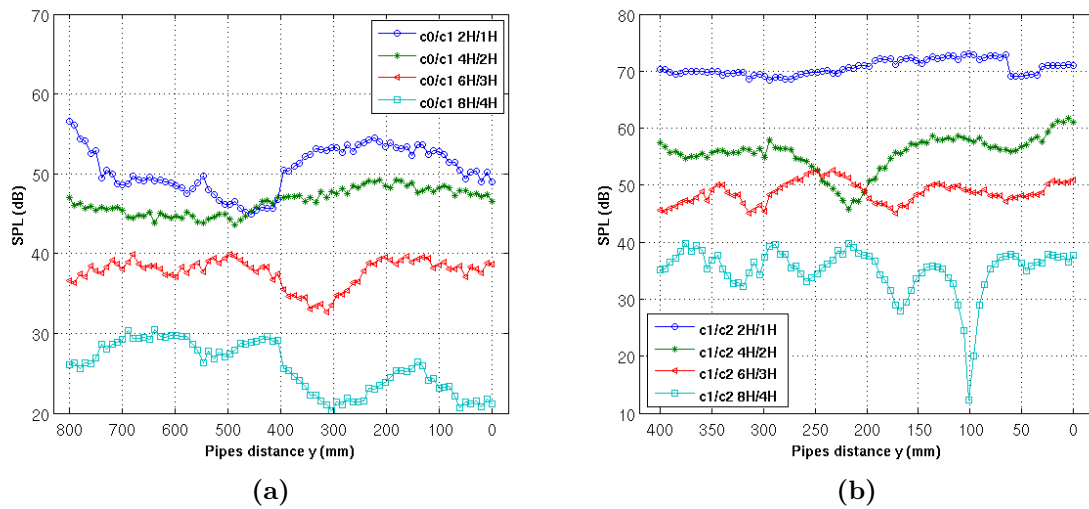 70
60
50
40
30
20
SPL (dB)
c0/c1 2H/1H
c0/c1 4H/2H
c0/c1 6H/3H
c0/c1 8H/4H
800 700 600 500 400 300 200 100 0
Pipes distance y (mm)
(a)
80
70
60
50
40
30
20
10
SPL (dB)
c1/c2 2H/1H
c1/c2 4H/2H
c1/c2 6H/3H
c1/c2 8H/4H
400 350 300 250 200 150 100 50 0
Pipes distance y (mm)
(b)